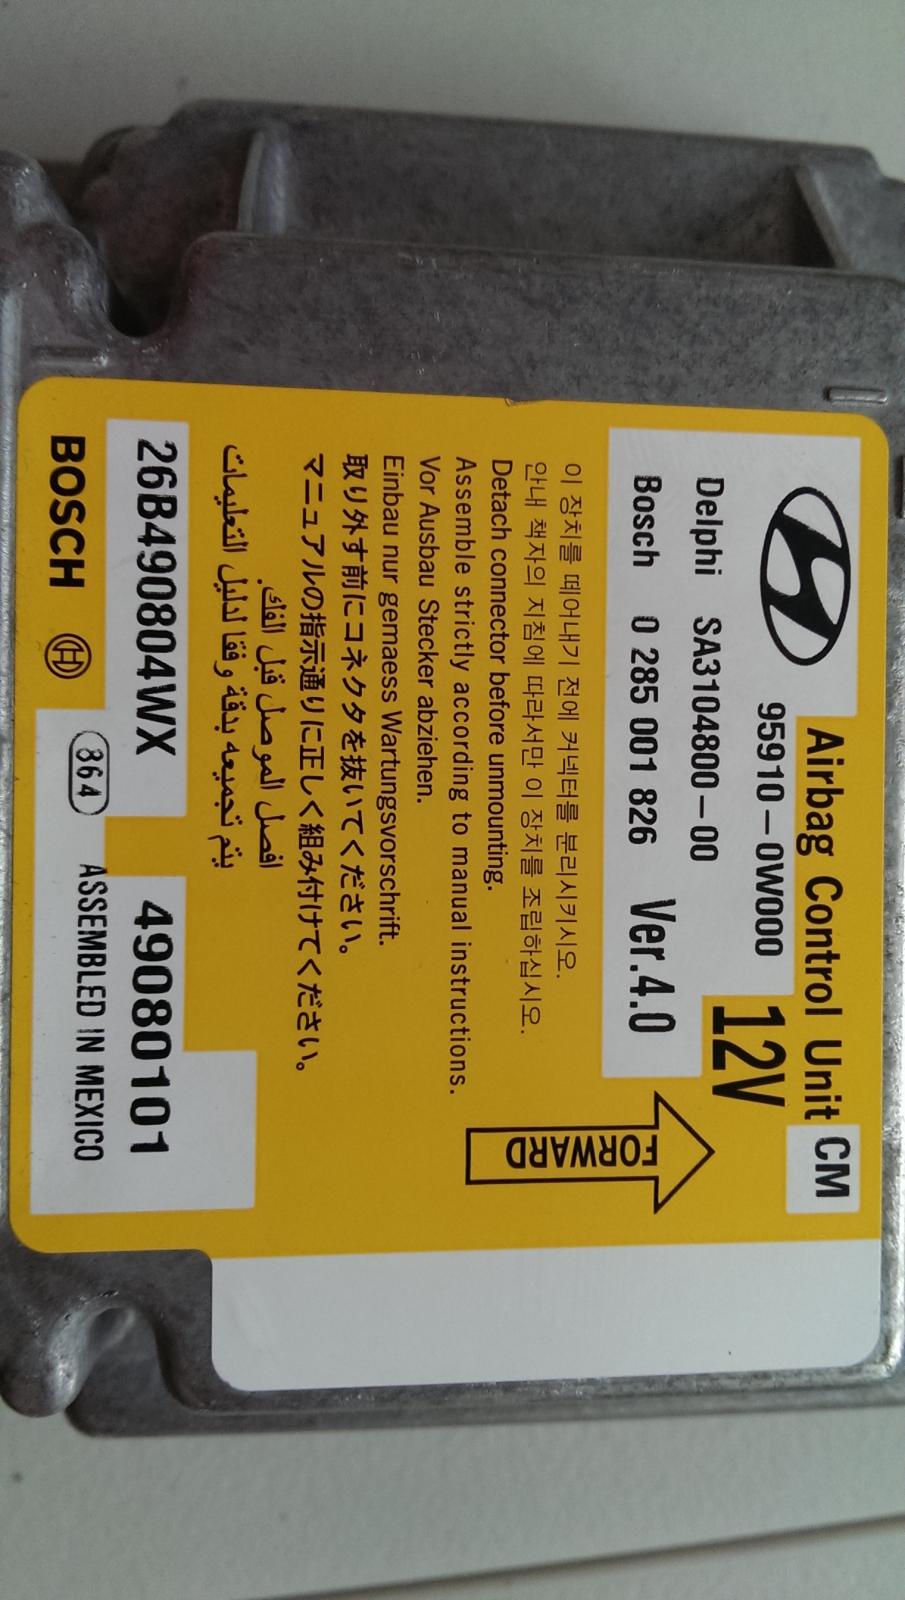 Airbag Control Unit CM
95910-0W000 12V
Delphi SA3104800-00
Bosch 0 285 001 826 Ver.4.0
이 장치를 떼어내기 전에 커넥터를 분리시키시오.
안내 책자의 지침에 따라서만 이 장치를 조립하십시오.
Detach connector before unmounting.
Assemble strictly according to manual instructions.
Vor Ausbau Stecker abziehen.
Einbau nur gemaess Wartungsvorschrift.
取り外す前にコネクタを抜いてください。
マニュアルの指示通りに正しく組み付けてください。
افصل الموصل قبل الفك.
يتم تجميعه بدقة وفقا لدليل التعليمات
FORWARD
26B490804WX 49080101
BOSCH 864 ASSEMBLED IN MEXICO